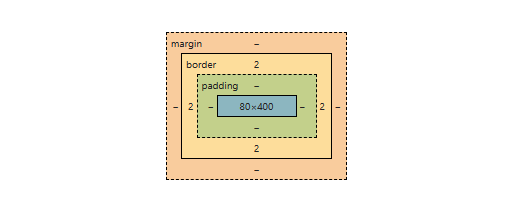 margin –
border 2
padding –
– 2 – 80×400 – 2 –
–
2
–